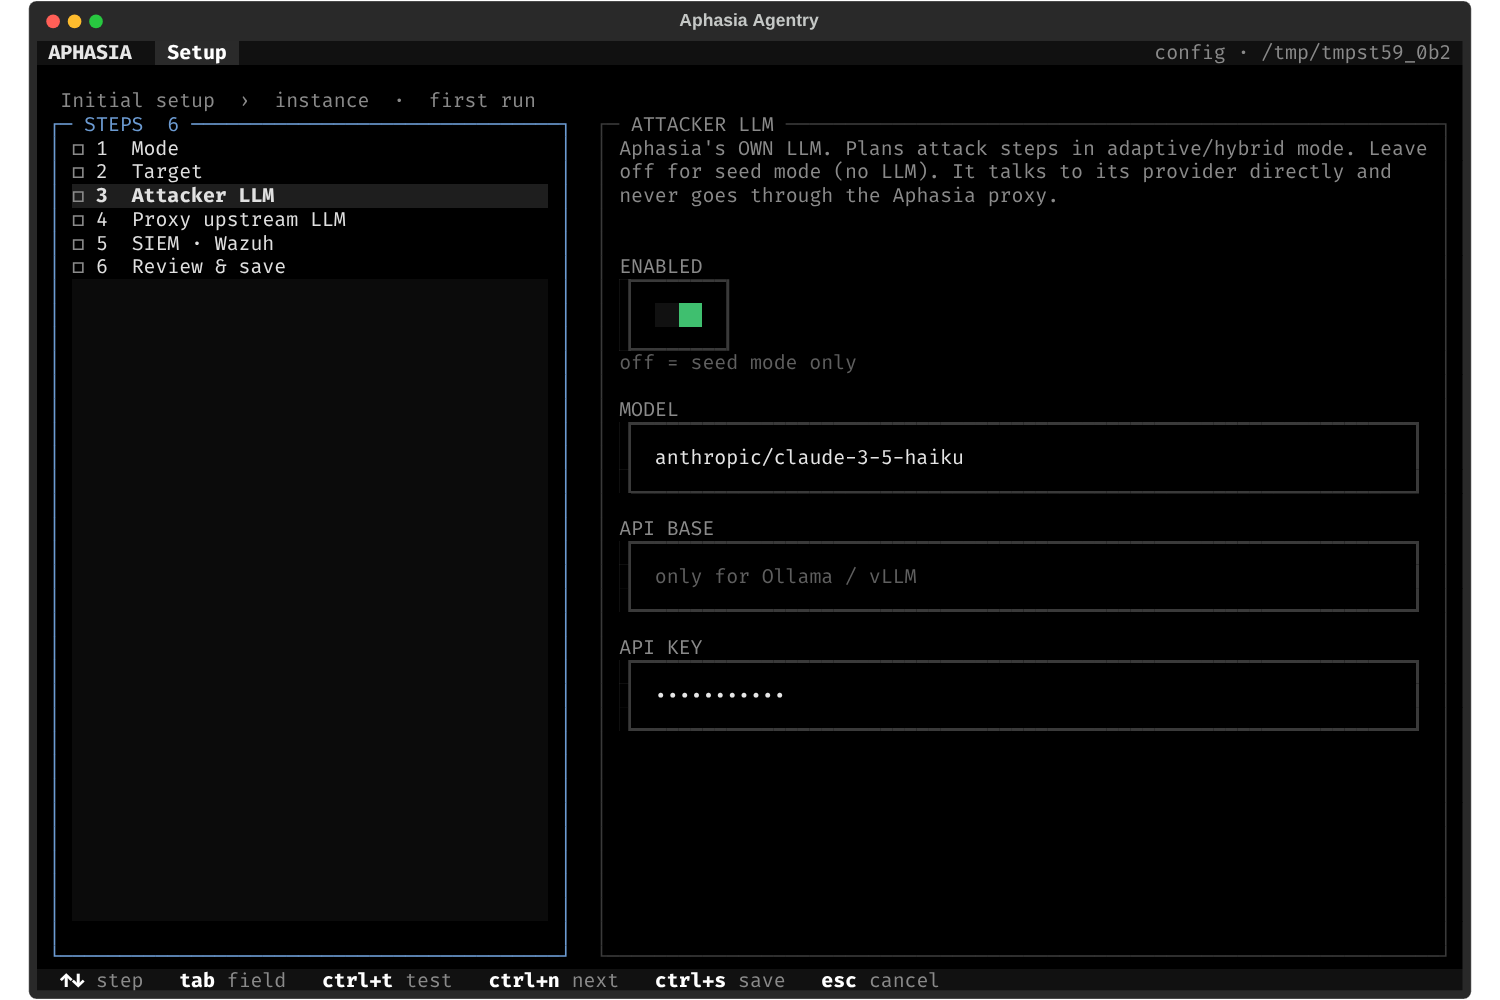 Aphasia Agentry
APHASIA Setup config · /tmp/tmpst59_0b2
Initial setup › instance · first run
STEPS 6
1 Mode
2 Target
3 Attacker LLM
4 Proxy upstream LLM
5 SIEM · Wazuh
6 Review & save
ATTACKER LLM
Aphasia's OWN LLM. Plans attack steps in adaptive/hybrid mode. Leave
off for seed mode (no LLM). It talks to its provider directly and
never goes through the Aphasia proxy.
ENABLED
off = seed mode only
MODEL
anthropic/claude-3-5-haiku
API BASE
only for Ollama / vLLM
API KEY
•••••••••••
↑↓ step tab field ctrl+t test ctrl+n next ctrl+s save esc cancel